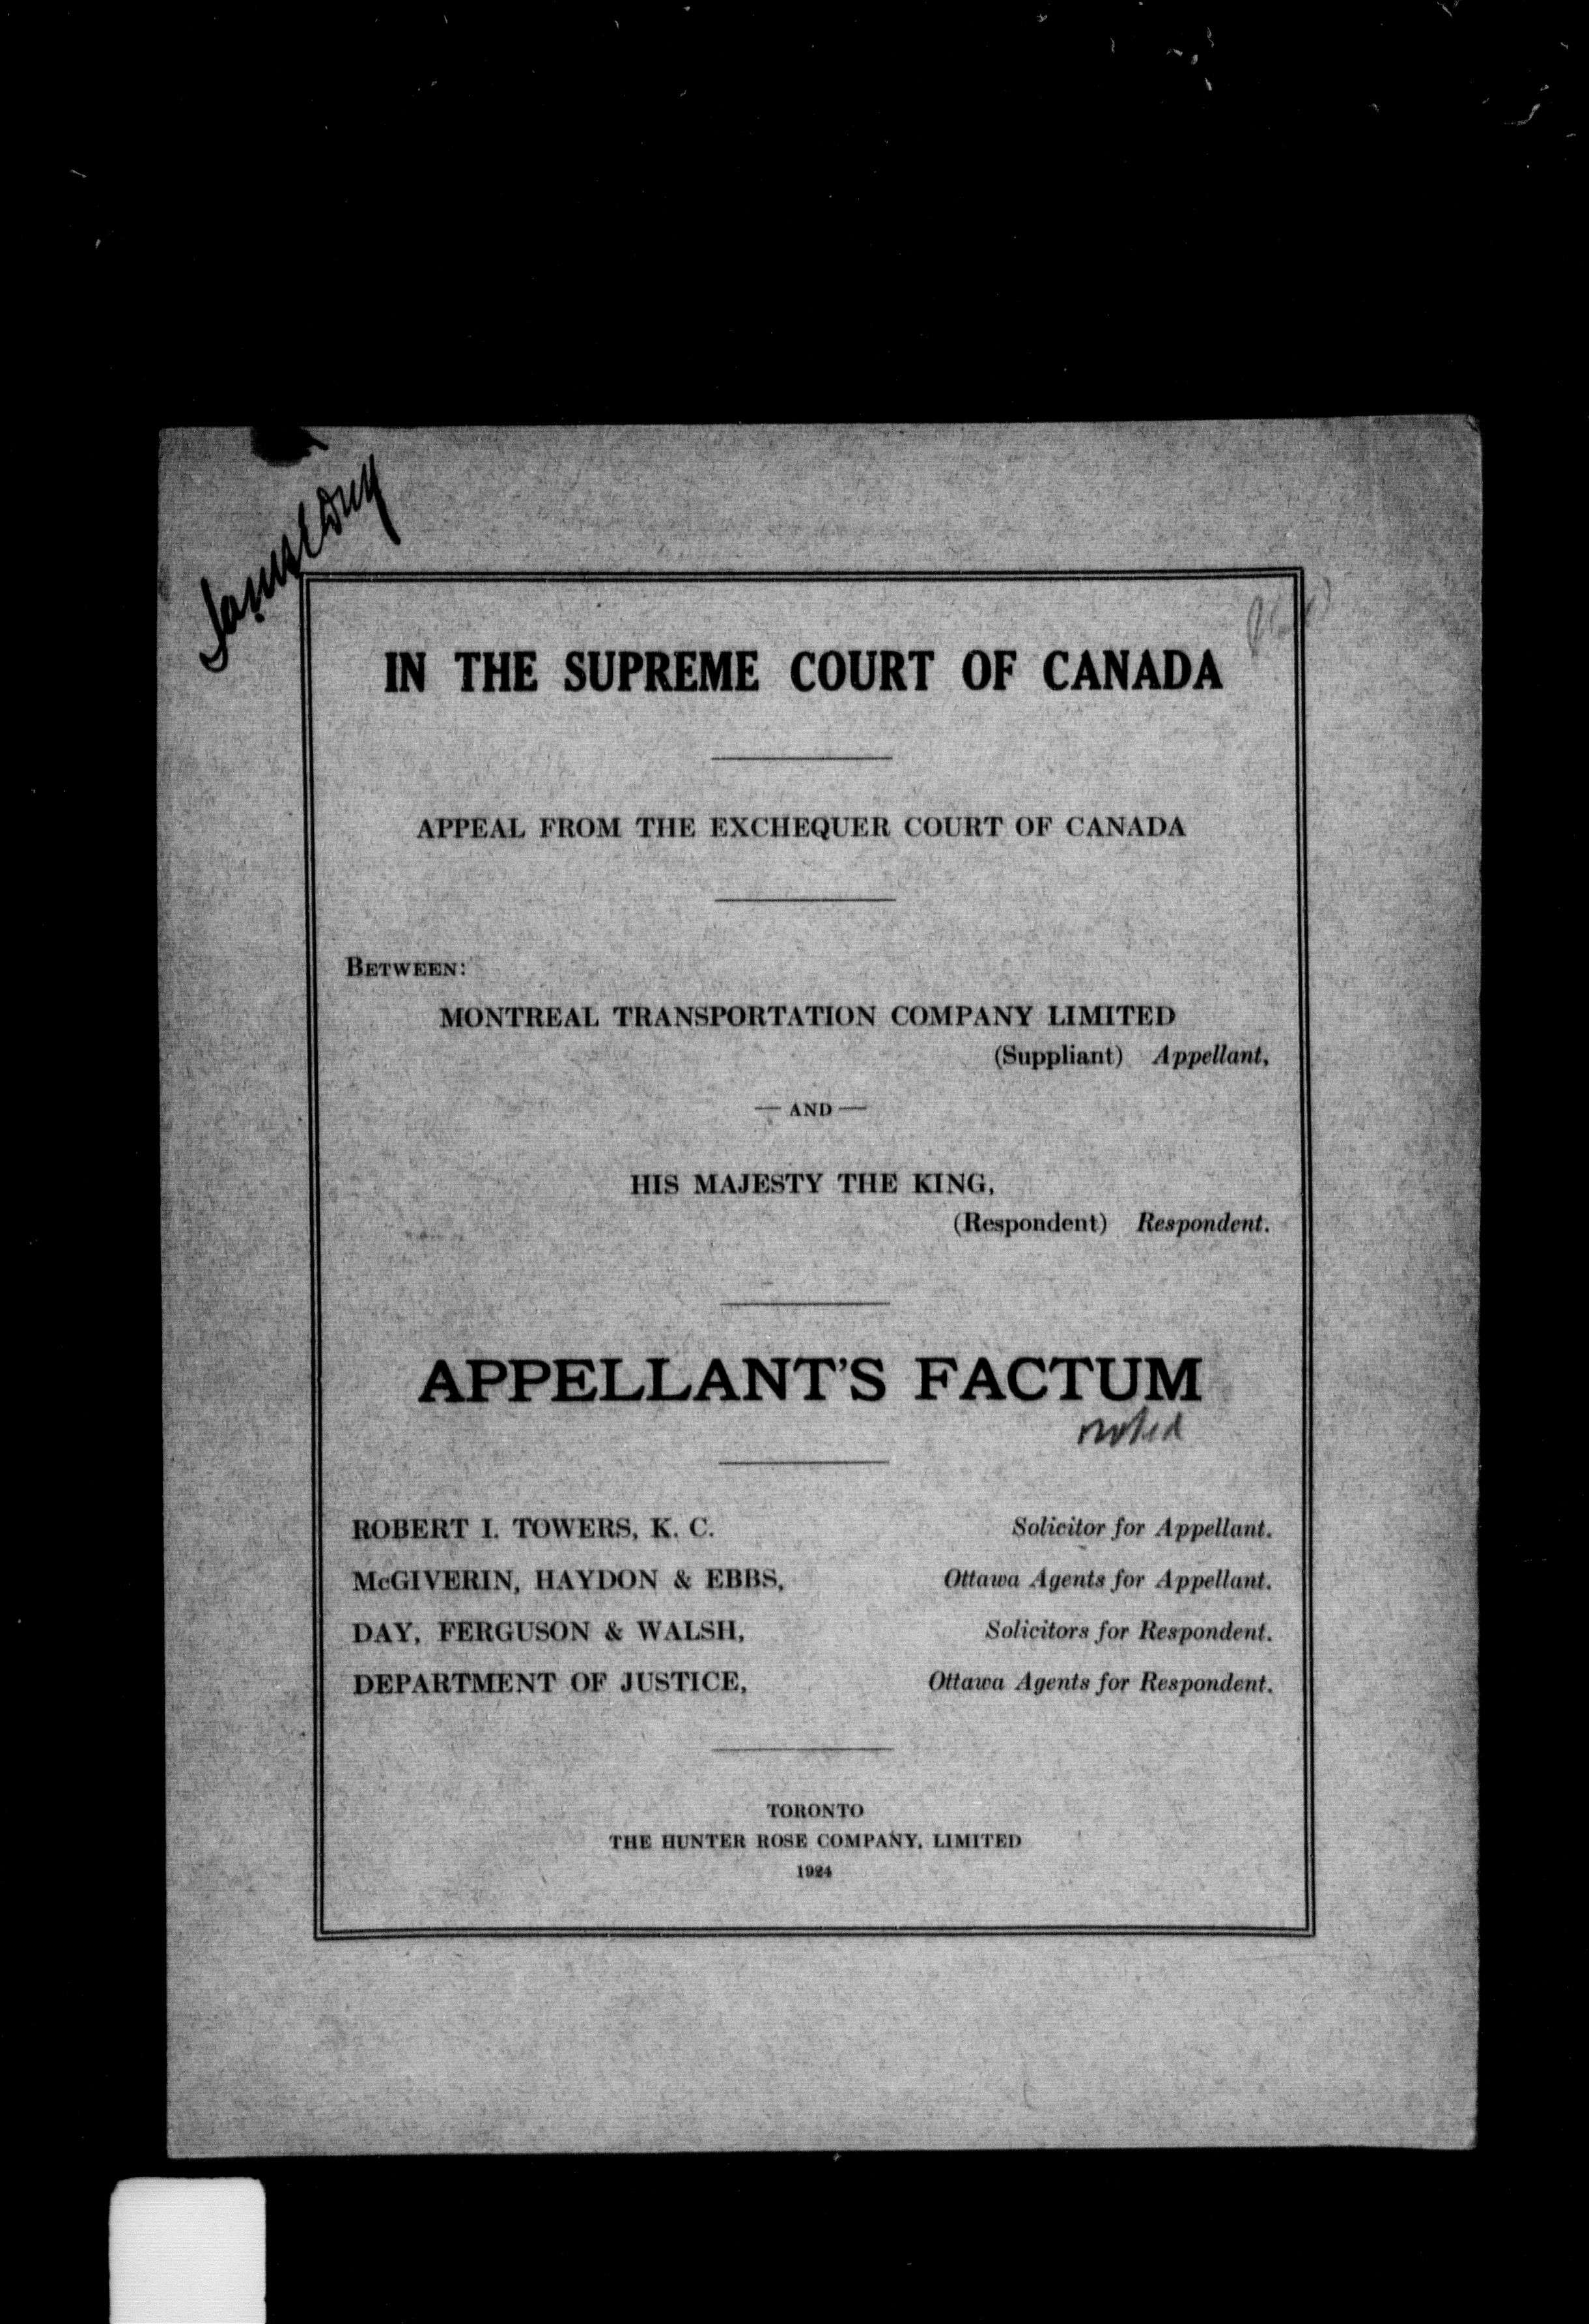 IN THE SUPREME COURT OF CANADA
APPEAL FROM THE EXCHEQUER COURT OF CANADA
BETWEEN:
MONTREAL TRANSPORTATION COMPANY LIMITED
(Suppliant) Appellant,
— AND —
HIS MAJESTY THE KING,
(Respondent) Respondent.
APPELLANT'S FACTUM
noted
ROBERT I. TOWERS, K. C. Solicitor for Appellant.
McGIVERIN, HAYDON & EBBS, Ottawa Agents for Appellant.
DAY, FERGUSON & WALSH, Solicitors for Respondent.
DEPARTMENT OF JUSTICE, Ottawa Agents for Respondent.
TORONTO
THE HUNTER ROSE COMPANY, LIMITED
1924